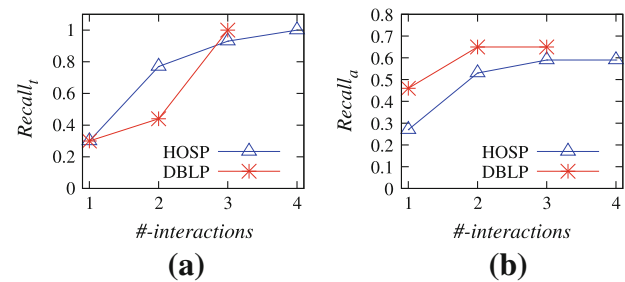 1
0.8
0.6
0.4
0.2
0
Recall_t
HOSP
DBLP
1 2 3 4
#-interactions
(a)
0.8
0.7
0.6
0.5
0.4
0.3
0.2
0.1
0
Recall_a
HOSP
DBLP
1 2 3 4
#-interactions
(b)